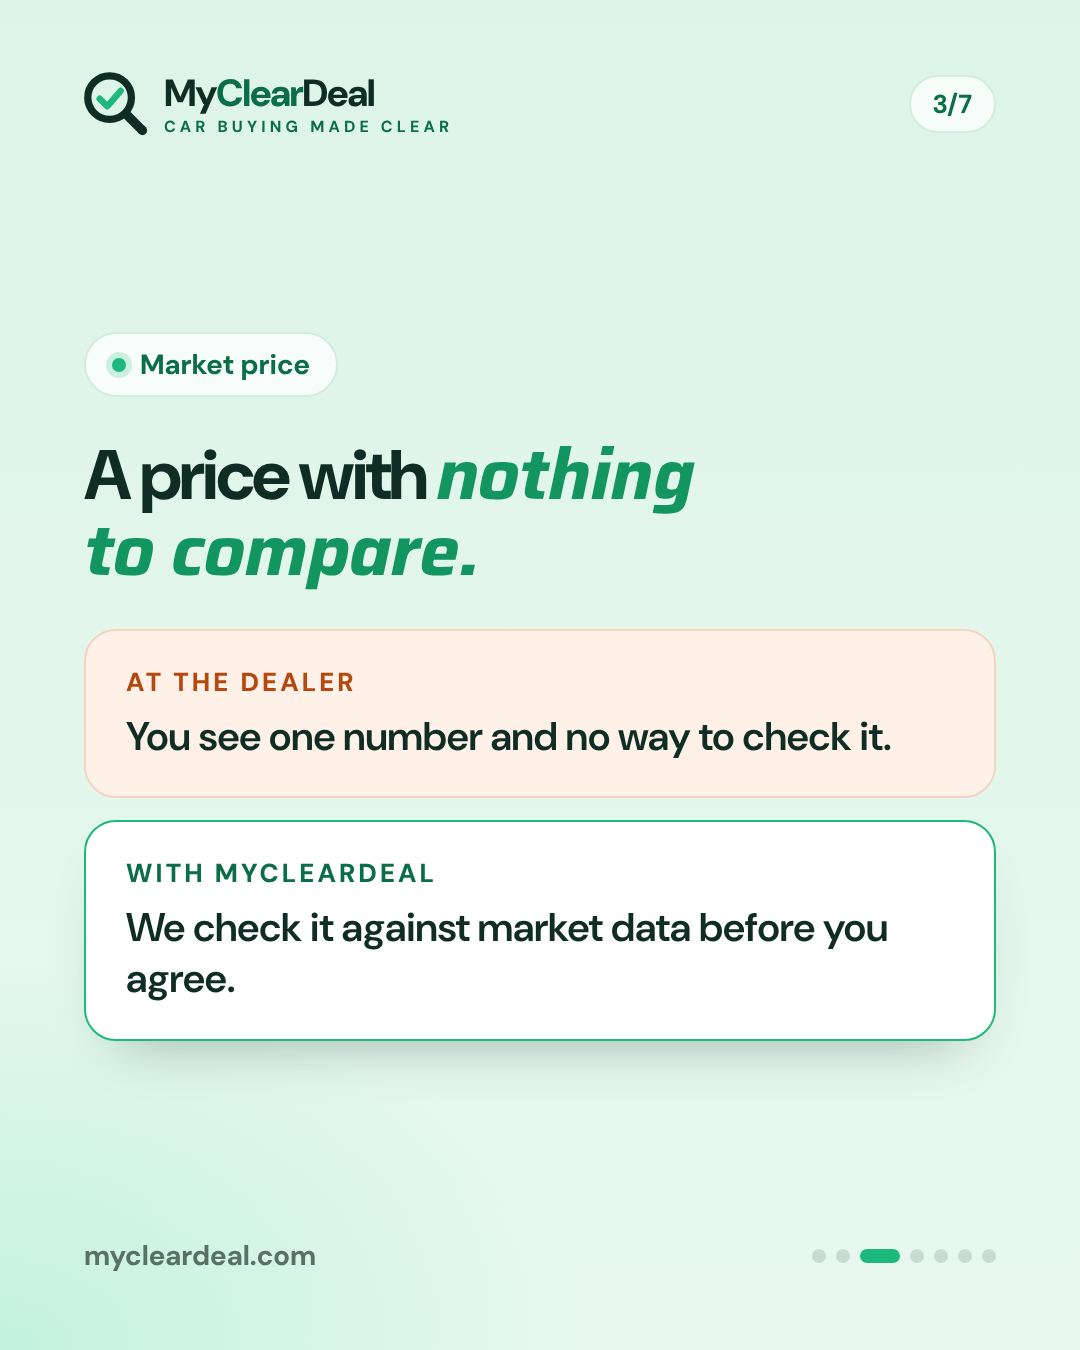 MyClearDeal
CAR BUYING MADE CLEAR
3/7
Market price
A price with nothing
to compare.
AT THE DEALER
You see one number and no way to check it.
WITH MYCLEARDEAL
We check it against market data before you
agree.
mycleardeal.com